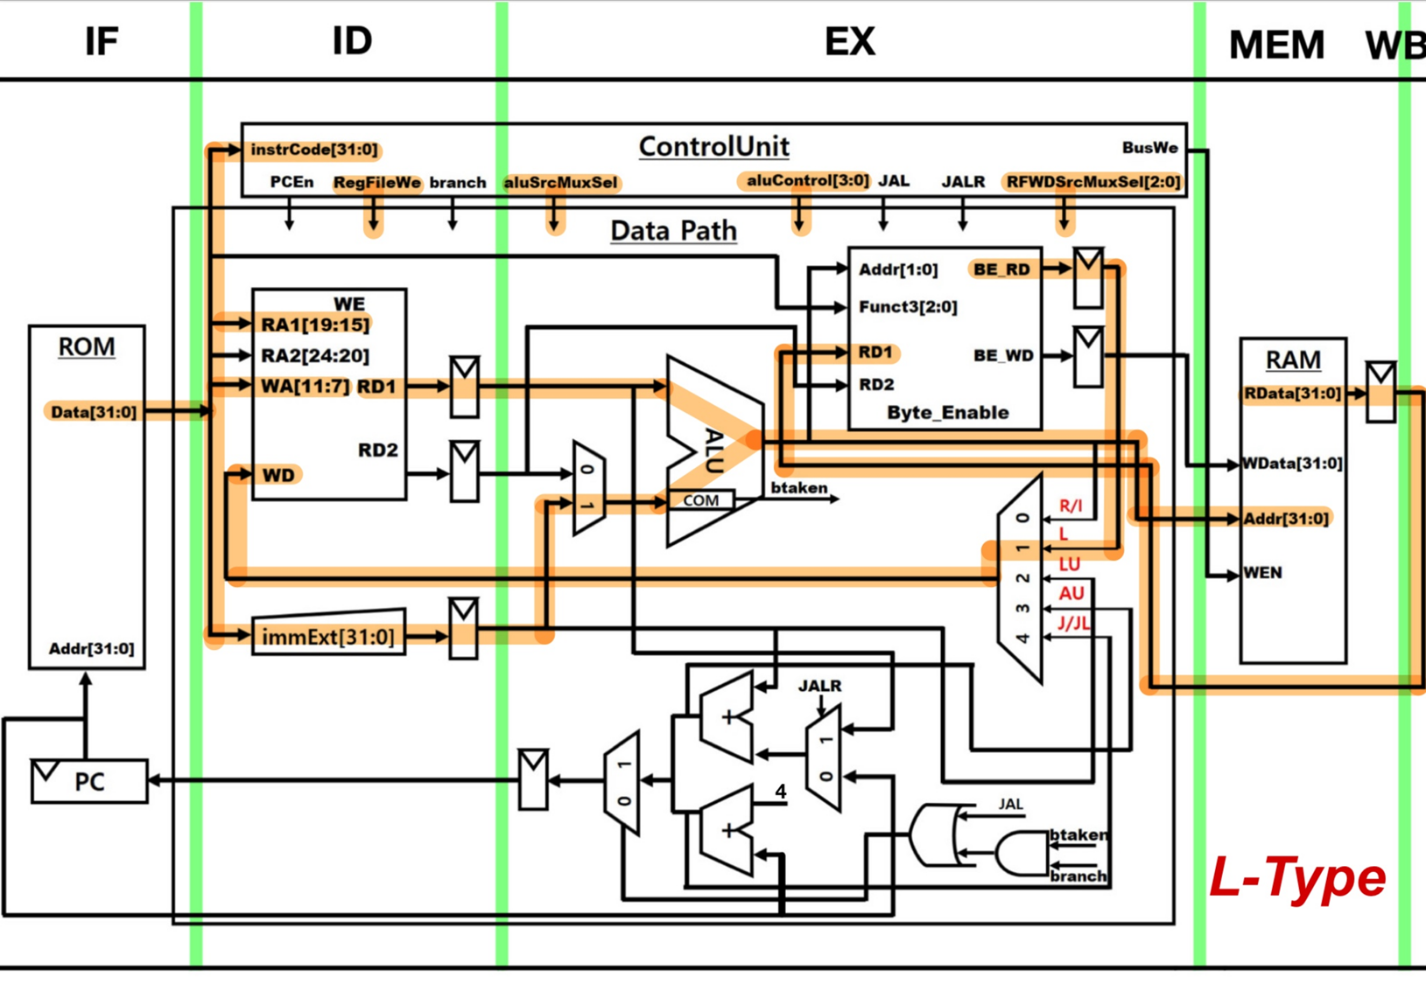 IF
ID
EX
MEM
WB
ControlUnit
instrCode[31:0]
BusWe
PCEn
RegFileWe
branch
aluSrcMuxSel
aluControl[3:0]
JAL
JALR
RFWDSrcMuxSel[2:0]
Data Path
ROM
Data[31:0]
Addr[31:0]
PC
WE
RA1[19:15]
RA2[24:20]
WA[11:7]
RD1
RD2
WD
immExt[31:0]
0
1
ALU
COM
btaken
Addr[1:0]
BE_RD
Funct3[2:0]
RD1
BE_WD
RD2
Byte_Enable
0
1
2
3
4
R/I
L
LU
AU
J/JL
RAM
RData[31:0]
WData[31:0]
Addr[31:0]
WEN
+
JALR
1
0
1
0
4
+
JAL
btaken
branch
L-Type